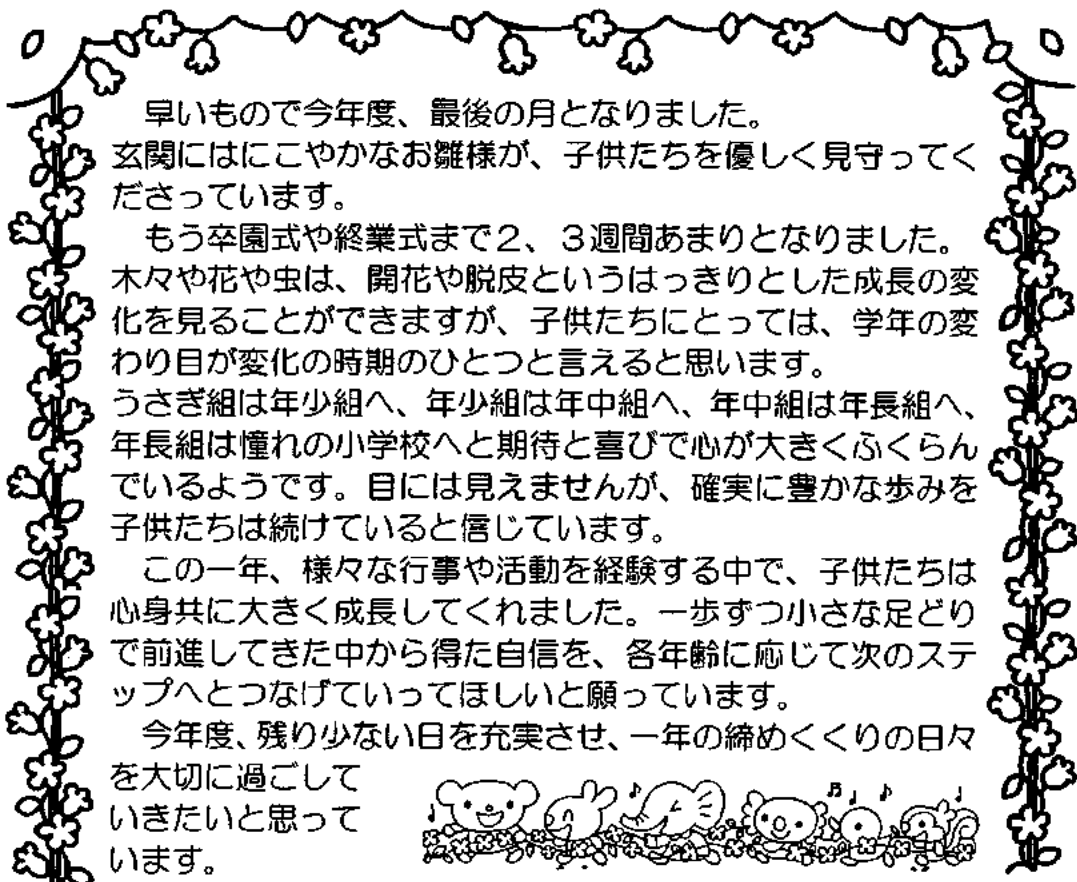 早いもので今年度、最後の月となりました。
玄関にはにこやかなお雛様が、子供たちを優しく見守ってく
ださっています。
もう卒園式や終業式まで2、3週間あまりとなりました。
木々や花や虫は、開花や脱皮というはっきりとした成長の変
化を見ることができますが、子供たちにとっては、学年の変
わり目が変化の時期のひとつと言えると思います。
うさぎ組は年少組へ、年少組は年中組へ、年中組は年長組へ、
年長組は憧れの小学校へと期待と喜びで心が大きくふくらん
でいるようです。目には見えませんが、確実に豊かな歩みを
子供たちは続けていると信じています。
この一年、様々な行事や活動を経験する中で、子供たちは
心身共に大きく成長してくれました。一歩ずつ小さな足どり
で前進してきた中から得た自信を、各年齢に応じて次のステ
ップへとつなげていってほしいと願っています。
今年度、残り少ない日を充実させ、一年の締めくくりの日々
を大切に過ごして
いきたいと思って
います。